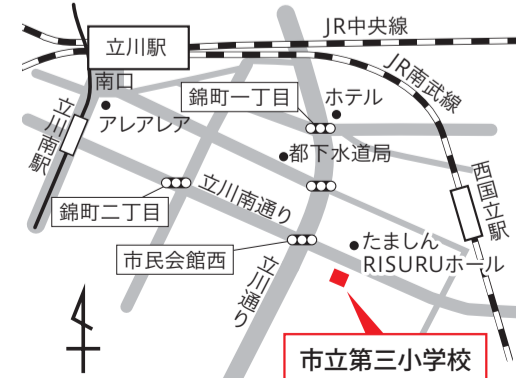 JR中央線
立川駅
JR南武線
南口
錦町一丁目
ホテル
アレアレア
立川南駅
都下水道局
西国立駅
立川南通り
錦町二丁目
たましん
RISURUホール
市民会館西
立川通り
市立第三小学校